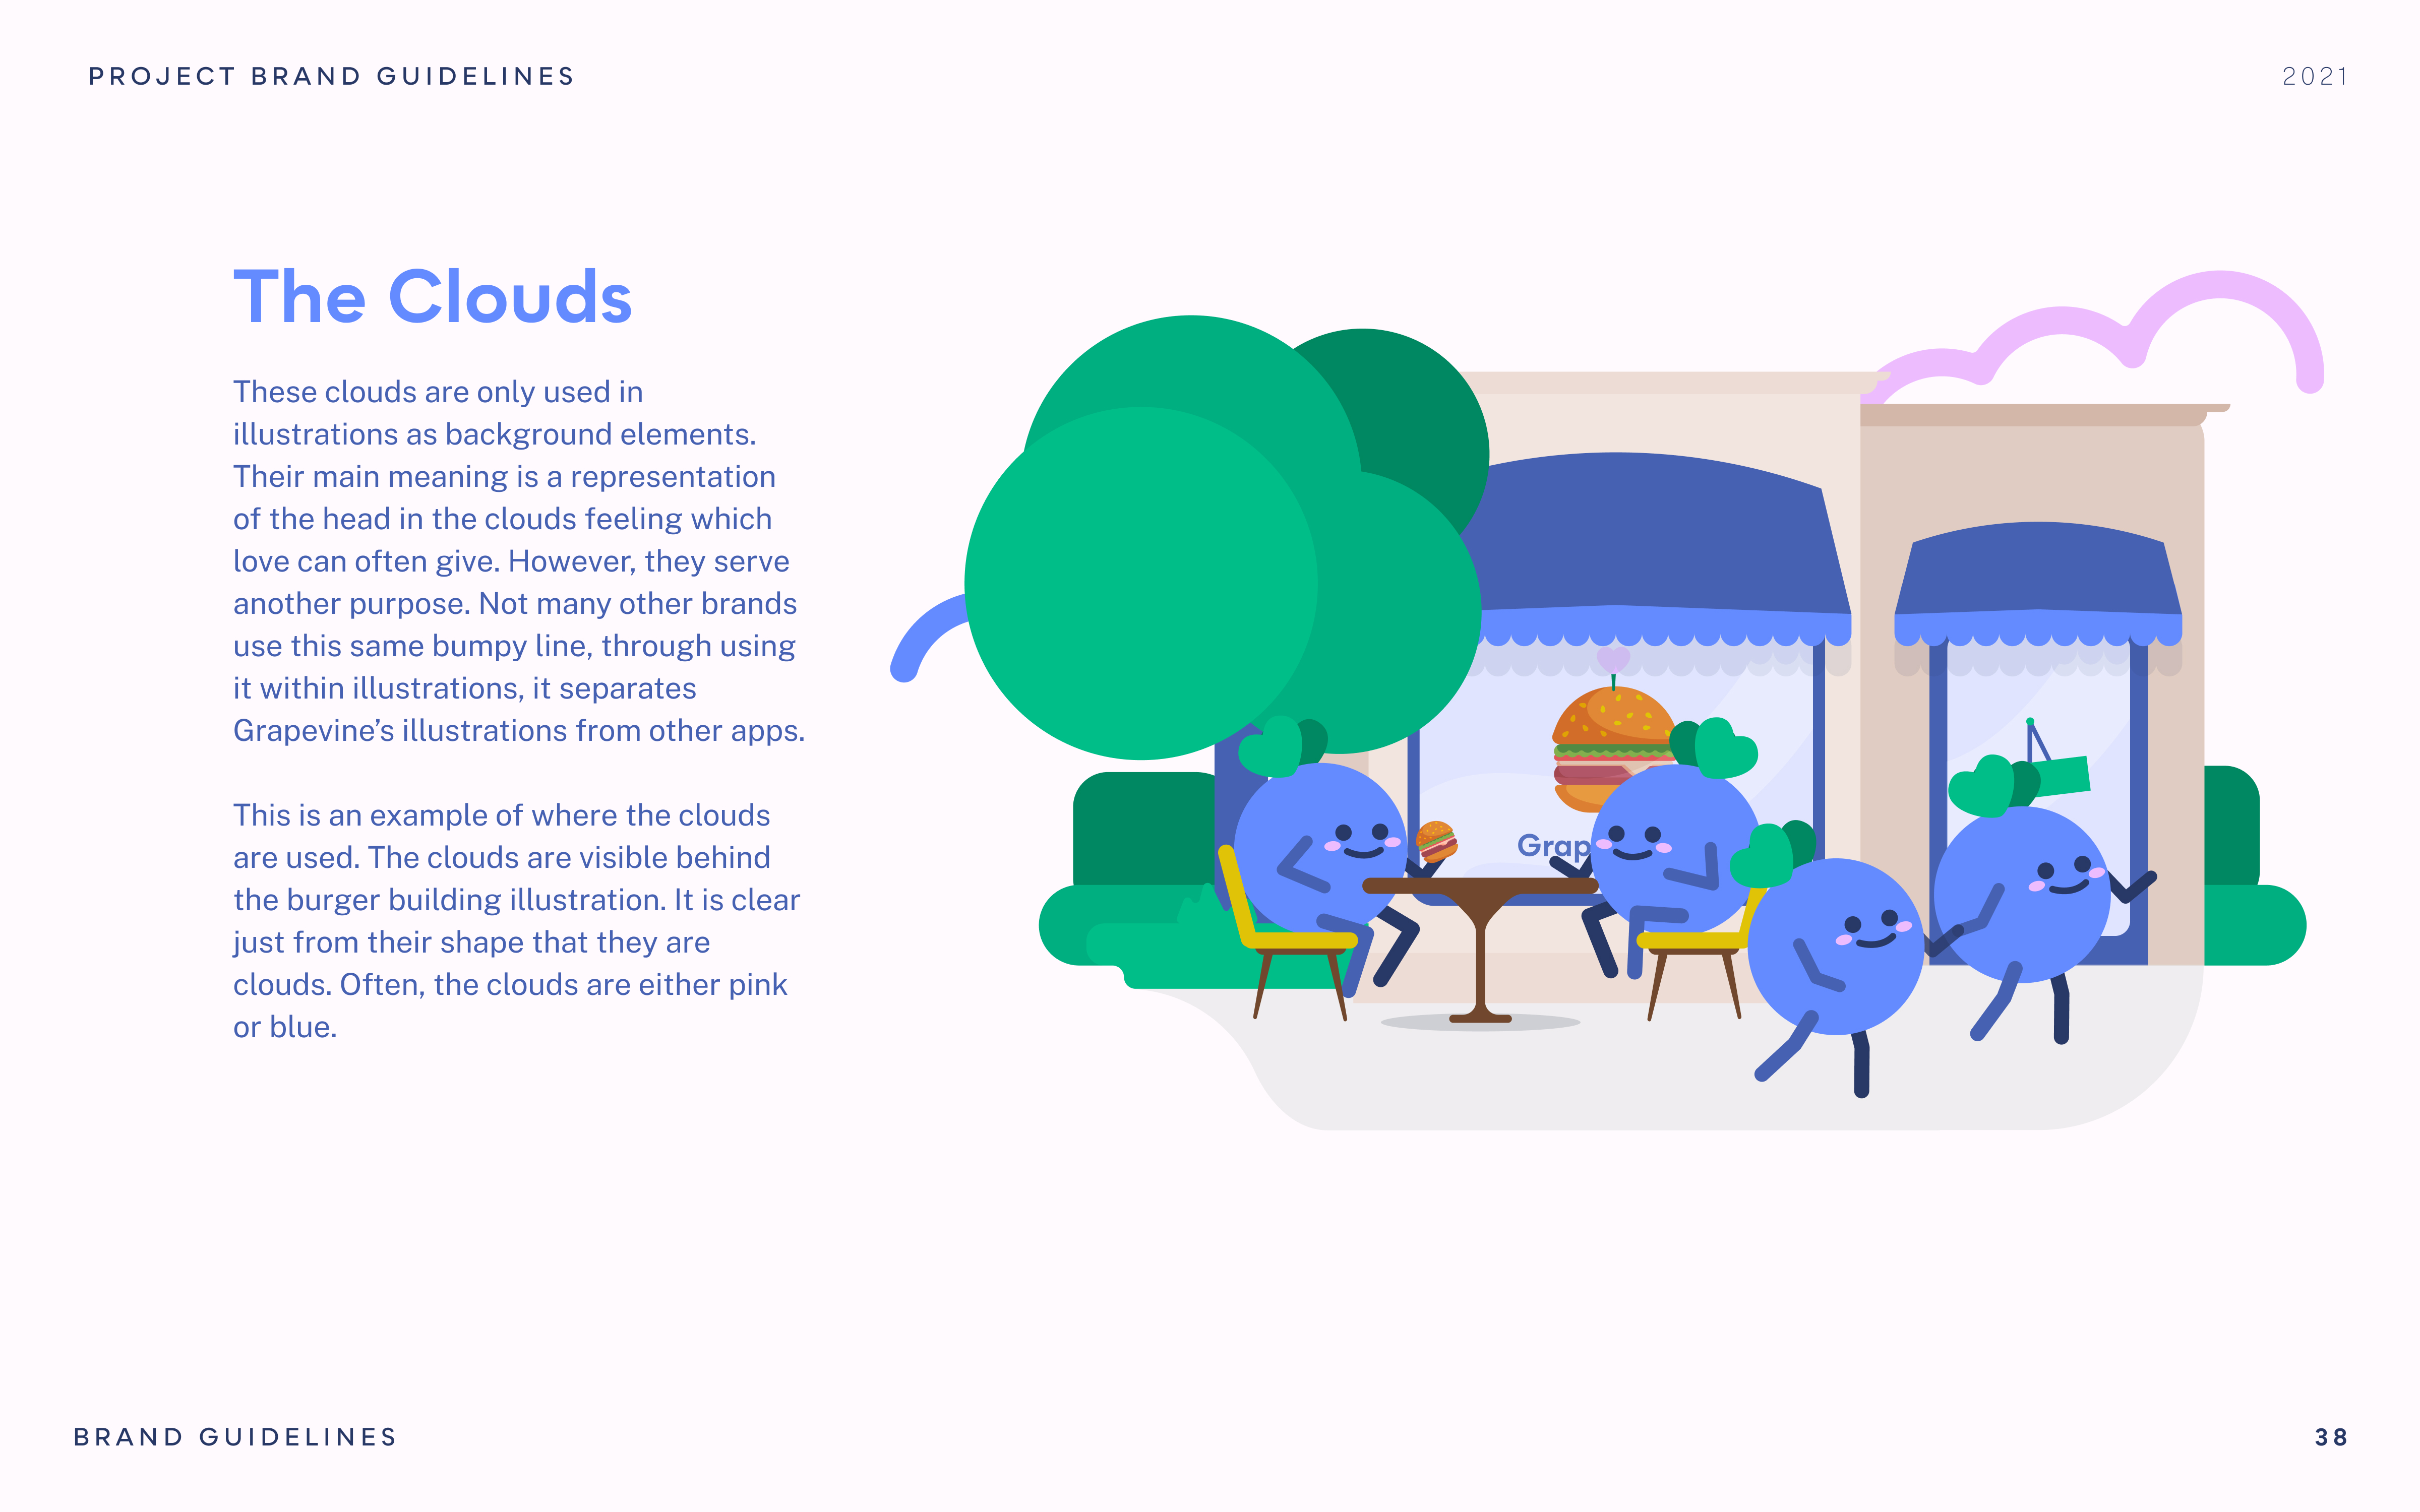 PROJECT BRAND GUIDELINES
2021
The Clouds
These clouds are only used in
illustrations as background elements.
Their main meaning is a representation
of the head in the clouds feeling which
love can often give. However, they serve
another purpose. Not many other brands
use this same bumpy line, through using
it within illustrations, it separates
Grapevine’s illustrations from other apps.
This is an example of where the clouds
are used. The clouds are visible behind
the burger building illustration. It is clear
just from their shape that they are
clouds. Often, the clouds are either pink
or blue.
Grap
BRAND GUIDELINES
38